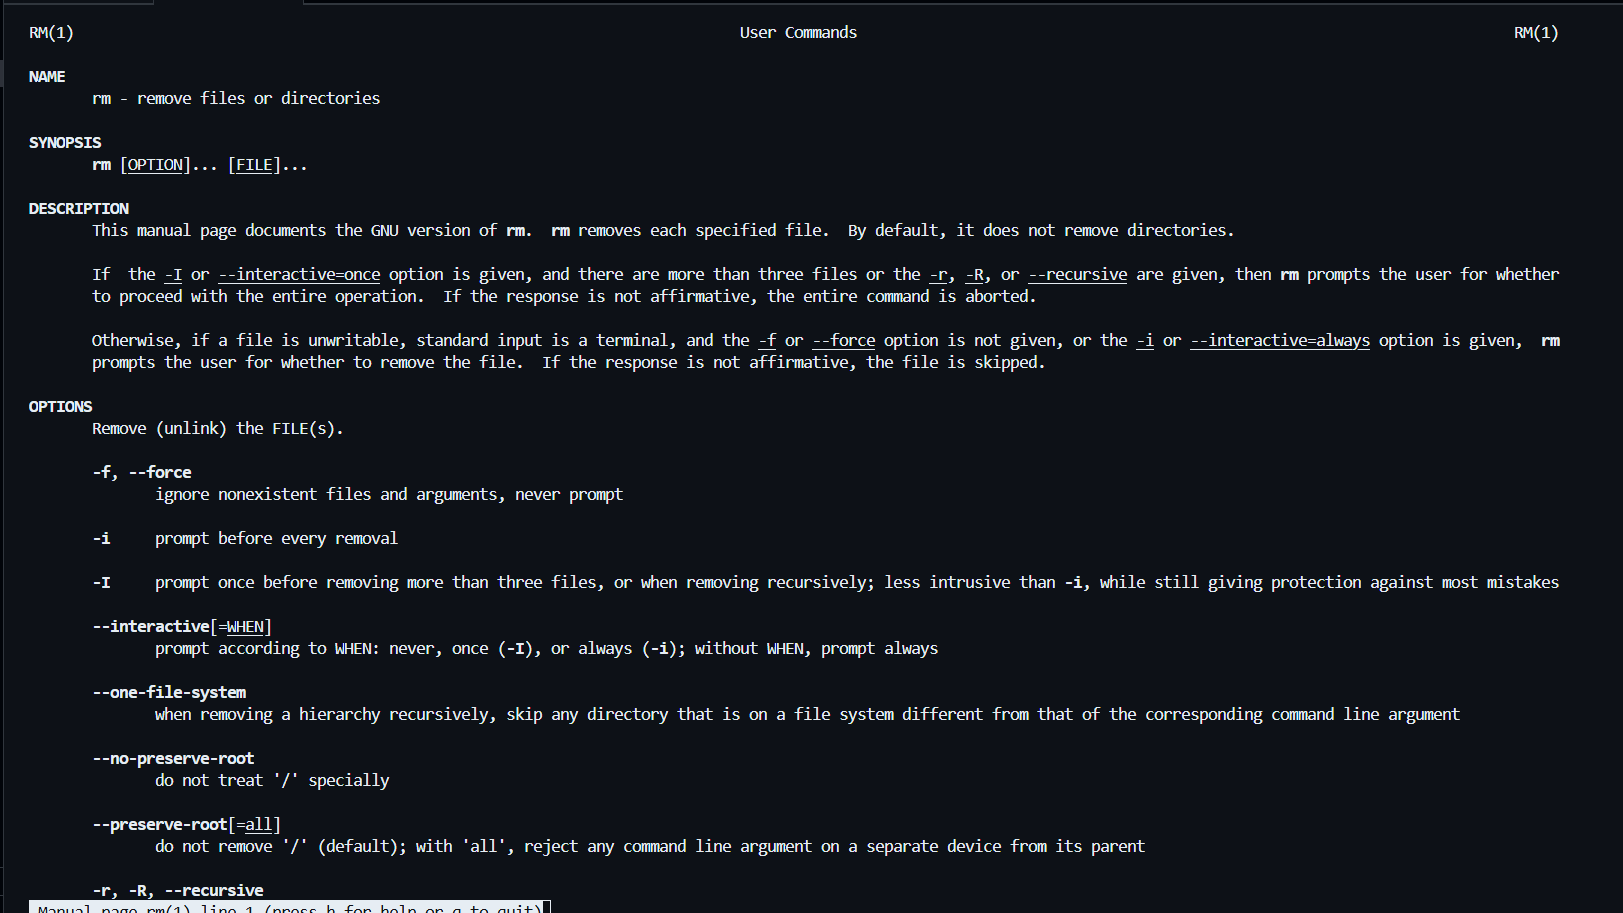 RM(1) User Commands RM(1)
NAME
rm - remove files or directories
SYNOPSIS
rm [OPTION]... [FILE]...
DESCRIPTION
This manual page documents the GNU version of rm.  rm removes each specified file.  By default, it does not remove directories.
If  the -I or --interactive=once option is given, and there are more than three files or the -r, -R, or --recursive are given, then rm prompts the user for whether
to proceed with the entire operation.  If the response is not affirmative, the entire command is aborted.
Otherwise, if a file is unwritable, standard input is a terminal, and the -f or --force option is not given, or the -i or --interactive=always option is given,  rm
prompts the user for whether to remove the file.  If the response is not affirmative, the file is skipped.
OPTIONS
Remove (unlink) the FILE(s).
-f, --force
ignore nonexistent files and arguments, never prompt
-i     prompt before every removal
-I     prompt once before removing more than three files, or when removing recursively; less intrusive than -i, while still giving protection against most mistakes
--interactive[=WHEN]
prompt according to WHEN: never, once (-I), or always (-i); without WHEN, prompt always
--one-file-system
when removing a hierarchy recursively, skip any directory that is on a file system different from that of the corresponding command line argument
--no-preserve-root
do not treat '/' specially
--preserve-root[=all]
do not remove '/' (default); with 'all', reject any command line argument on a separate device from its parent
-r, -R, --recursive
Manual page rm(1) line 1 (press h for help or q to quit)